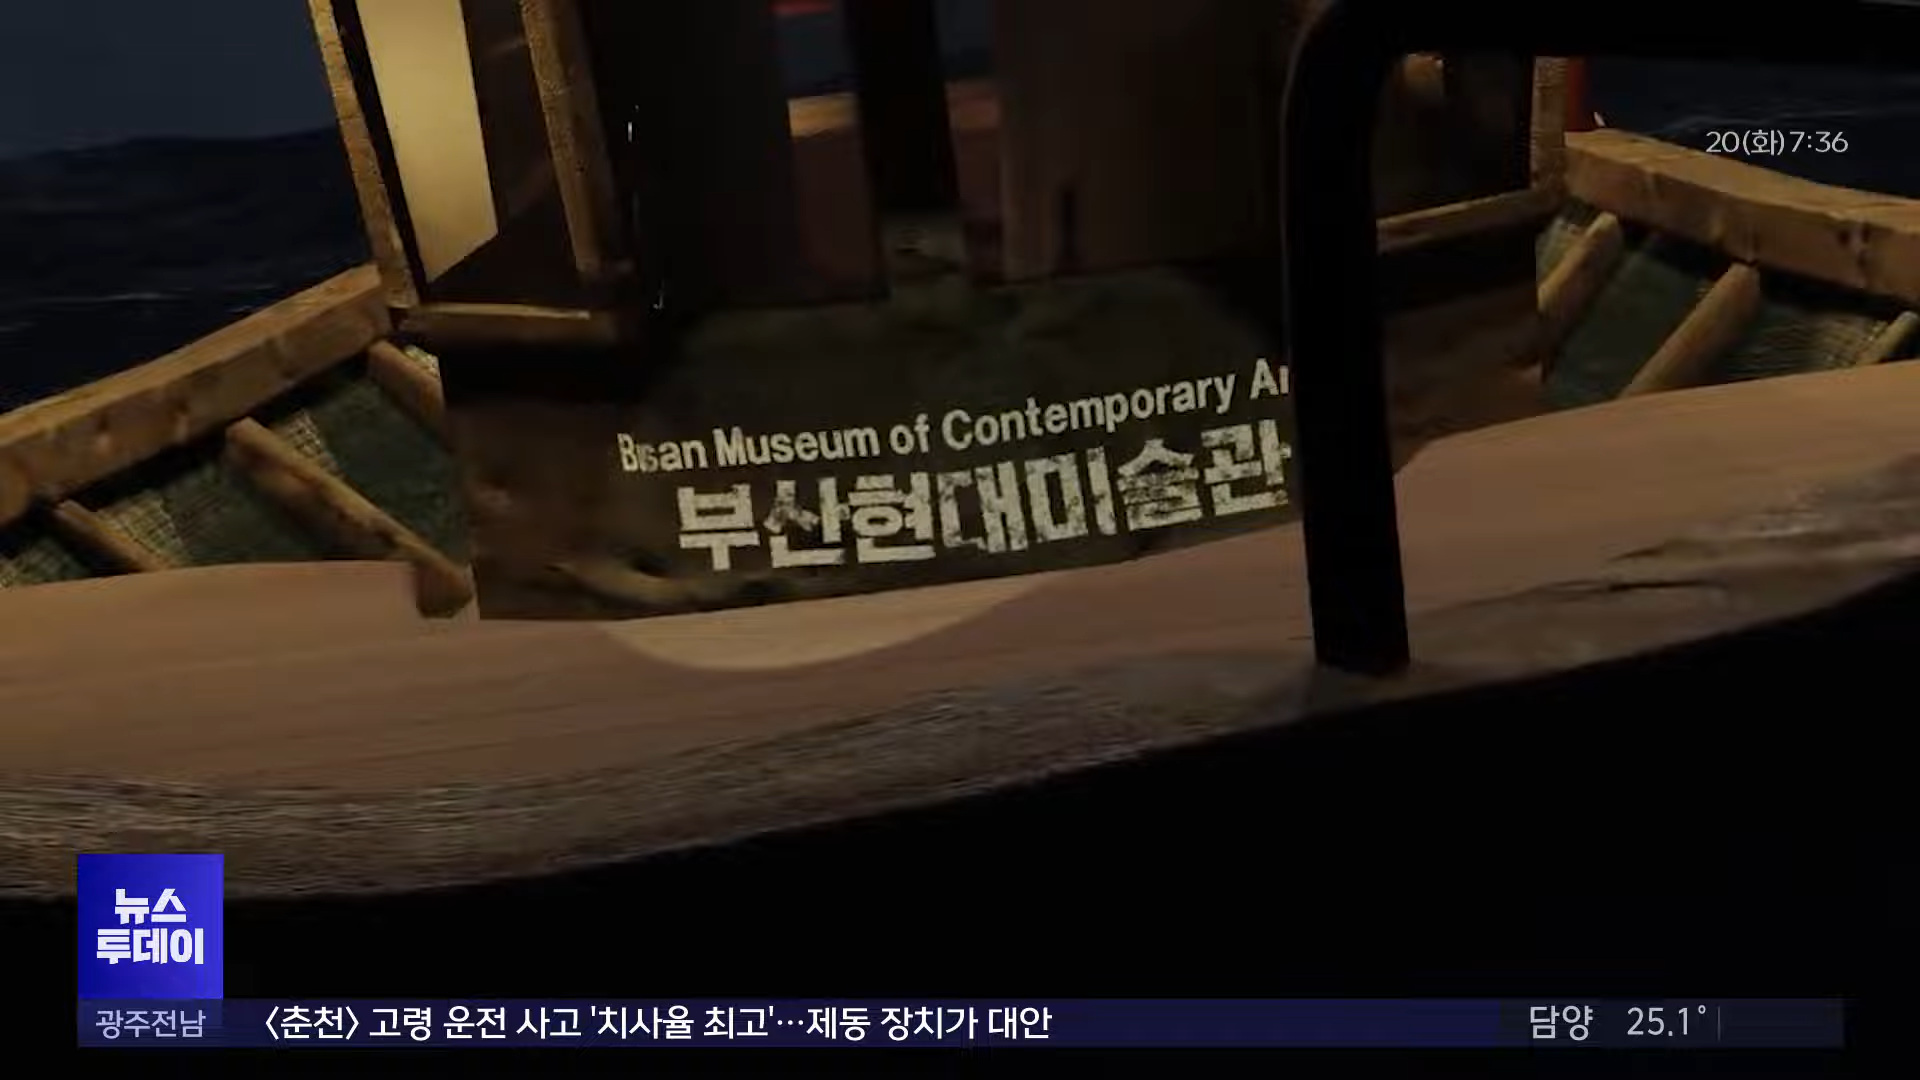 20(화)7:36
Busan Museum of Contemporary
부산현대미술관
뉴스
투데이
광주전남
〈춘천〉 고령 운전 사고 '치사율 최고'…제동 장치가 대안
담양 25.1°